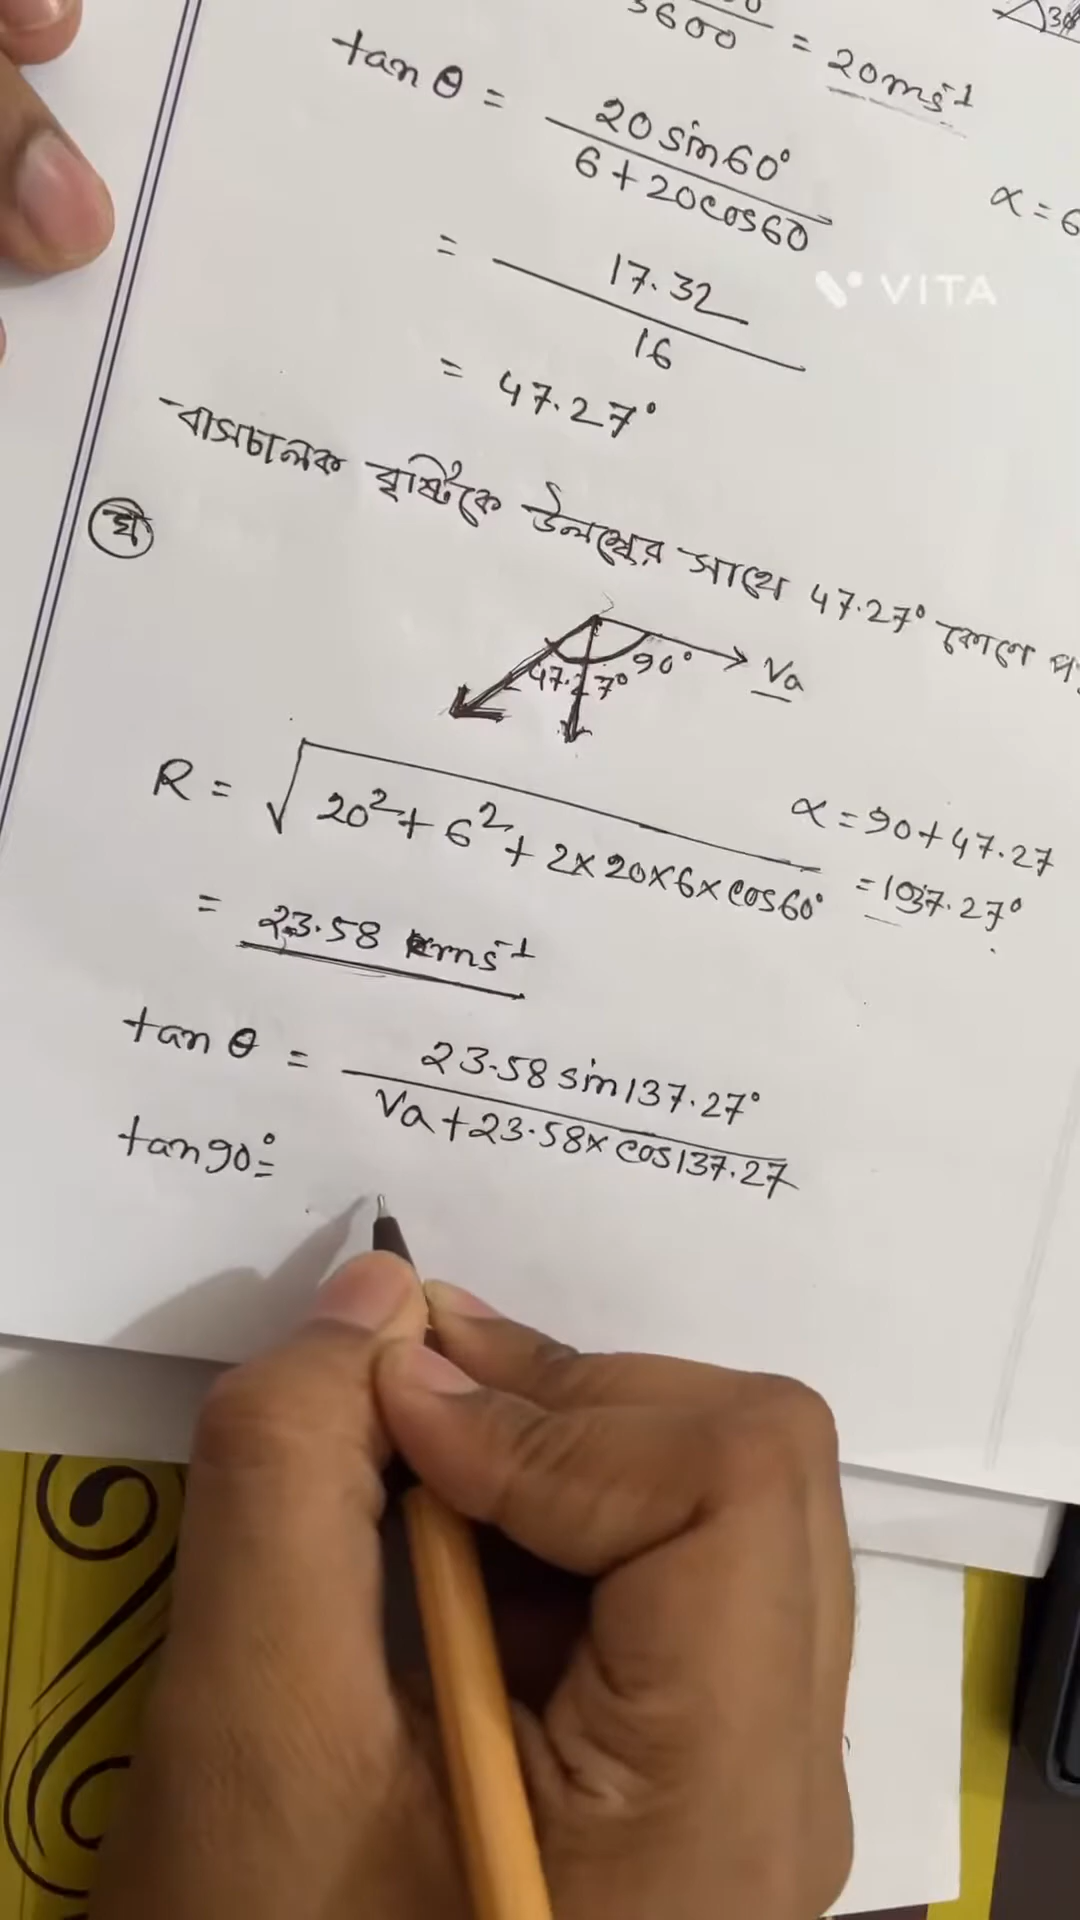 3600 = 20ms⁻¹
△30
tan θ = 20 sin60° / 6+20cos60
α = 6
= 17.32 / 16
VITA
= 47.27°
বাসচালক বৃষ্টিকে উলম্বের সাথে 47.27° কোণে
ঘ
47.27° 90° Va
R = √20² + 6² + 2×20×6×cos60°
α = 90+47.27
= 137.27°
= 23.58 ms⁻¹
tan θ = 23.58 sin137.27° / Va+23.58× cos137.27
tan90° =